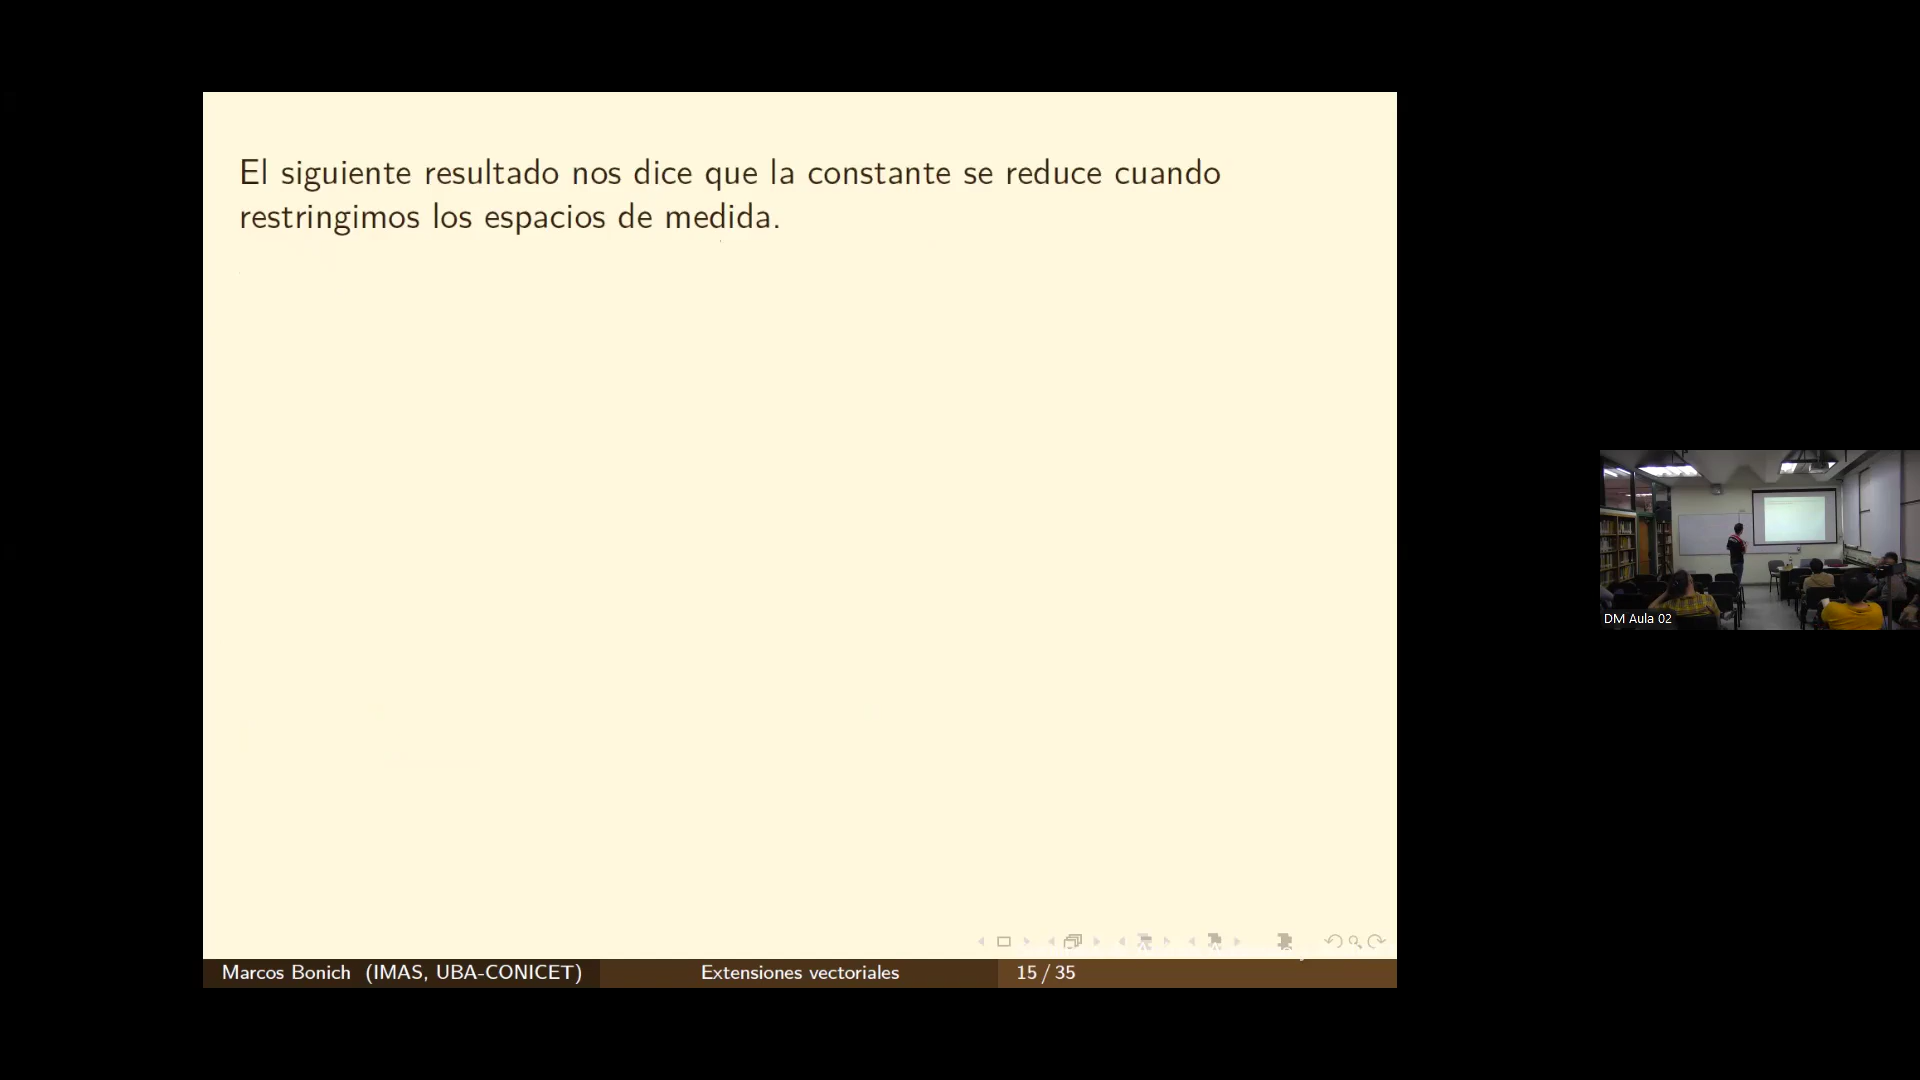 El siguiente resultado nos dice que la constante se reduce cuando
restringimos los espacios de medida.
Marcos Bonich (IMAS, UBA-CONICET) Extensiones vectoriales 15 / 35
DM Aula 02